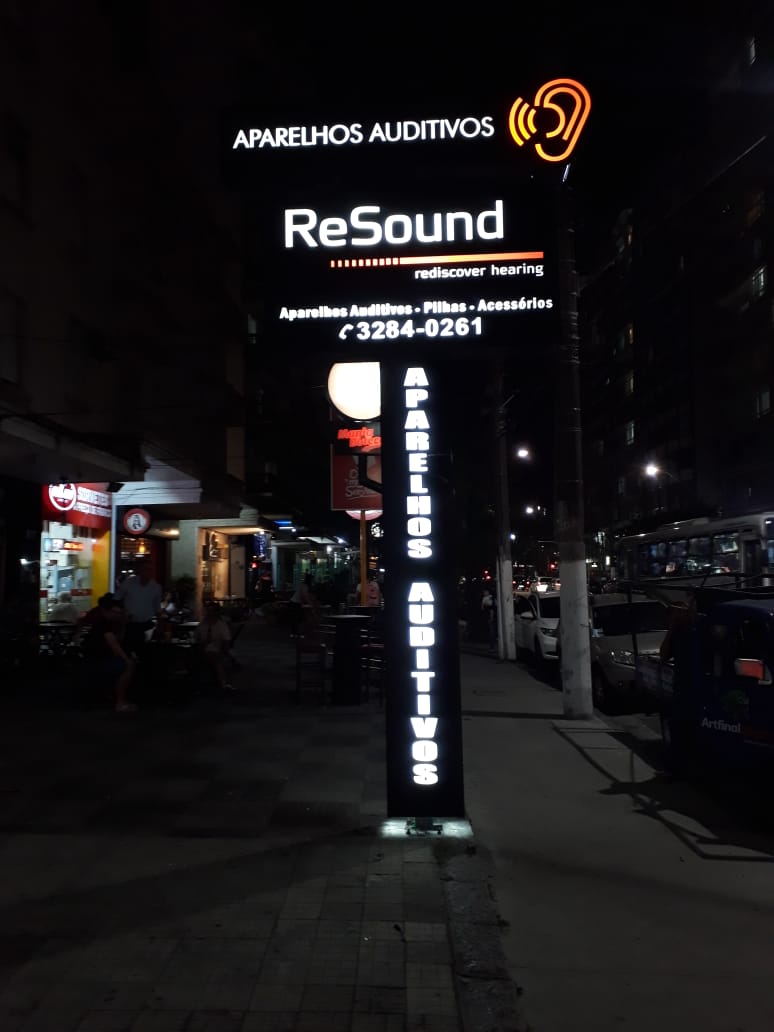 APARELHOS AUDITIVOS
ReSound
rediscover hearing
Aparelhos Auditivos • Pilhas • Acessórios
3284-0261
APARELHOS AUDITIVOS
Artfinal